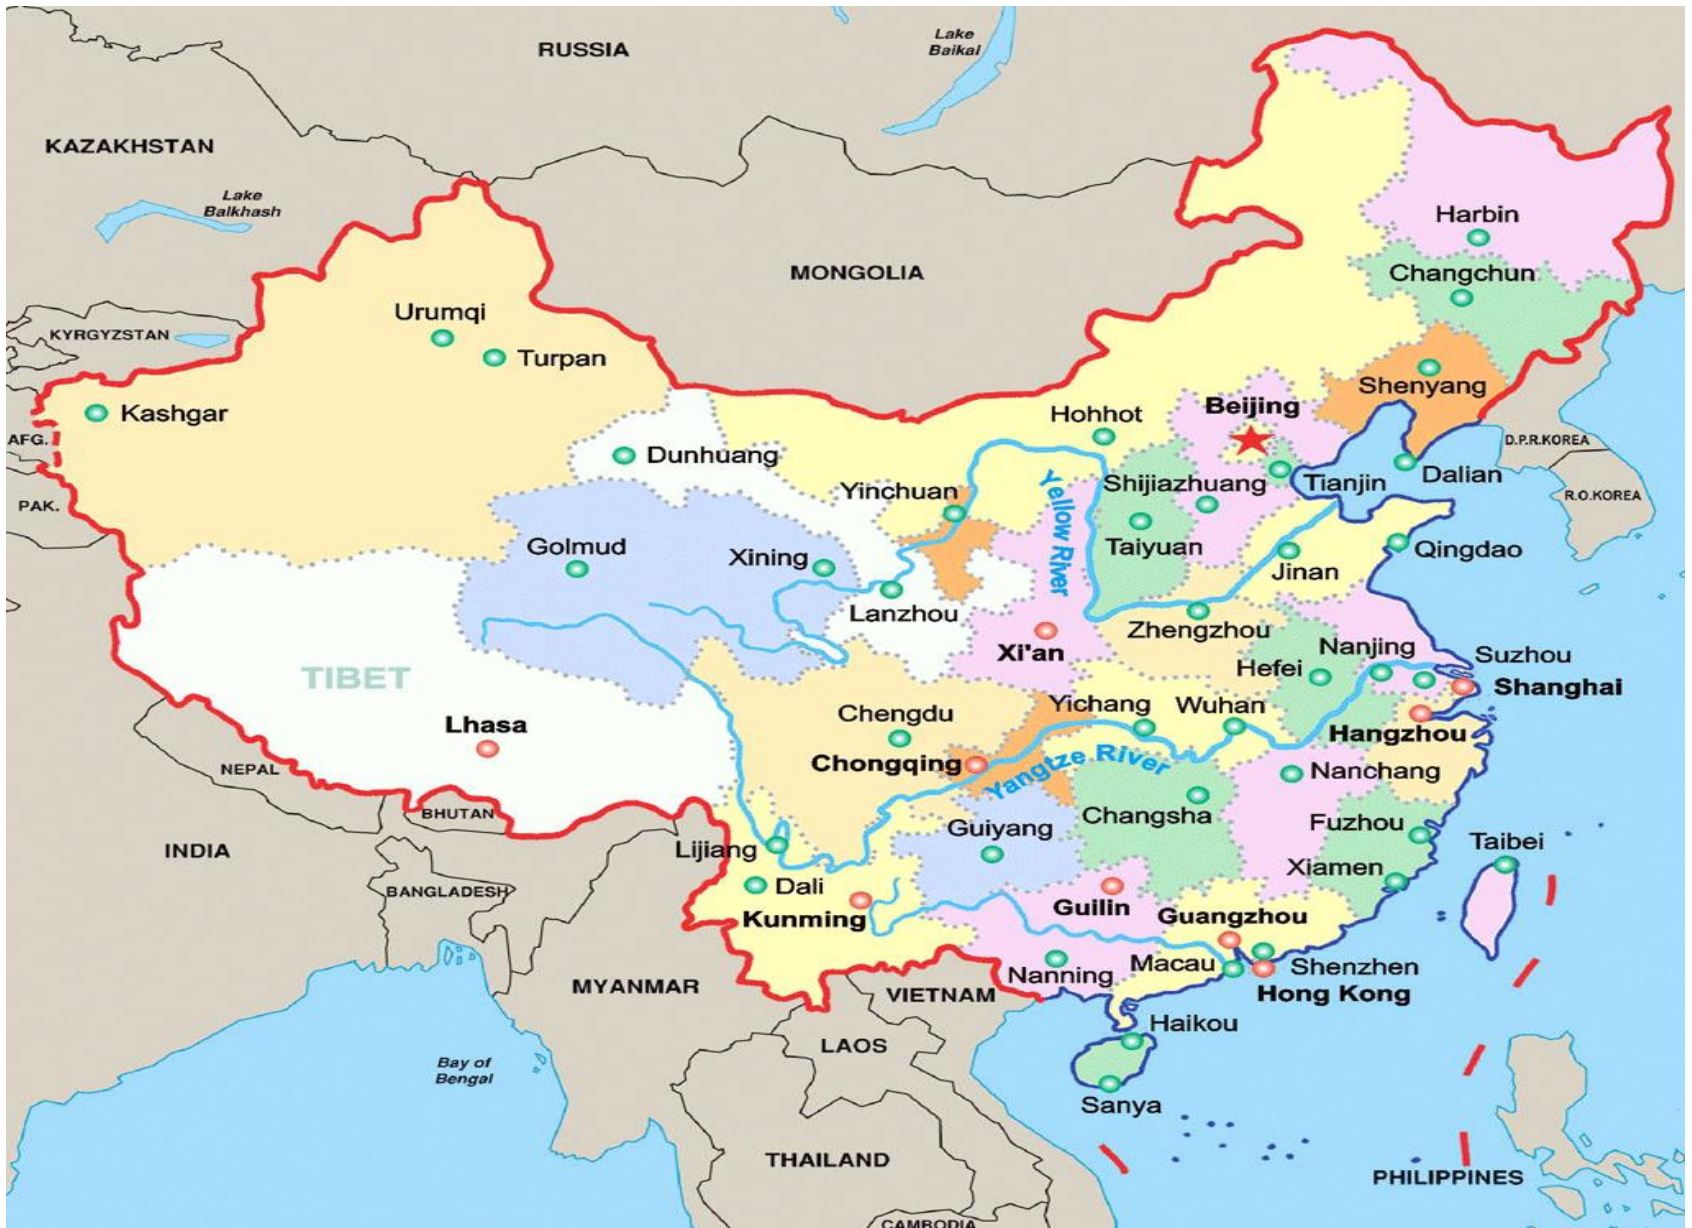 RUSSIA
Lake
Baikal
KAZAKHSTAN
Lake
Balkhash
Harbin
MONGOLIA
Changchun
Urumqi
KYRGYZSTAN
Turpan
Shenyang
Kashgar
Hohhot
Beijing
AFG.
D.P.R.KOREA
Dunhuang
Dalian
Yinchuan
Shijiazhuang
Tianjin
PAK.
R.O.KOREA
Yellow River
Golmud
Xining
Taiyuan
Qingdao
Jinan
Lanzhou
Zhengzhou
Xi'an
Nanjing
Hefei
Suzhou
TIBET
Shanghai
Yichang
Wuhan
Chengdu
Lhasa
Hangzhou
Chongqing
Yangtze River
NEPAL
Nanchang
BHUTAN
Changsha
Guiyang
Fuzhou
Taibei
INDIA
Lijiang
Xiamen
Dali
BANGLADESH
Kunming
Guilin
Guangzhou
Macau
Shenzhen
Nanning
MYANMAR
VIETNAM
Hong Kong
Haikou
LAOS
Bay of
Bengal
Sanya
THAILAND
PHILIPPINES
CAMBODIA